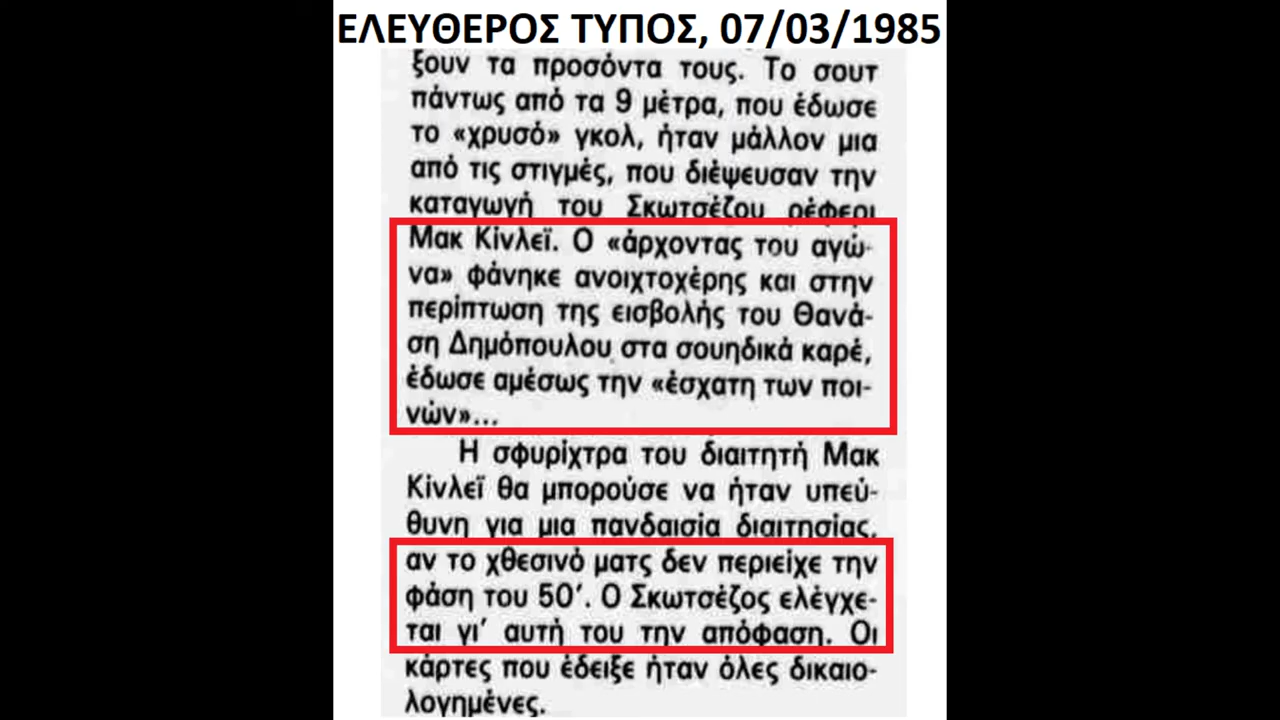 ΕΛΕΥΘΕΡΟΣ ΤΥΠΟΣ, 07/03/1985
ξουν τα προσόντα τους. Το σουτ
πάντως από τα 9 μέτρα, που έδωσε
το «χρυσό» γκολ, ήταν μάλλον μια
από τις στιγμές, που διέψευσαν την
καταγωγή του Σκωτσέζου ρέφερι
Μακ Κίνλεϊ. Ο «άρχοντας του αγώ-
να» φάνηκε ανοιχτοχέρης και στην
περίπτωση της εισβολής του Θανά-
ση Δημόπουλου στα σουηδικά καρέ,
έδωσε αμέσως την «έσχατη των ποι-
νών»...
Η σφυρίχτρα του διαιτητή Μακ
Κίνλεϊ θα μπορούσε να ήταν υπεύ-
θυνη για μια πανδαισία διαιτησίας,
αν το χθεσινό ματς δεν περιείχε την
φάση του 50'. Ο Σκωτσέζος ελέγχε-
ται γι' αυτή του την απόφαση. Οι
κάρτες που έδειξε ήταν όλες δικαιο-
λογημένες.